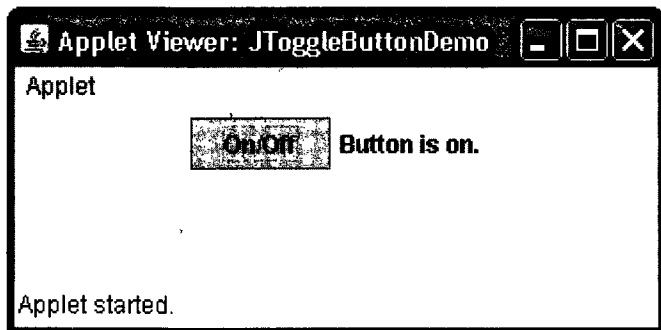 Applet Viewer: JToggleButtonDemo
Applet
On/Off Button is on.
Applet started.